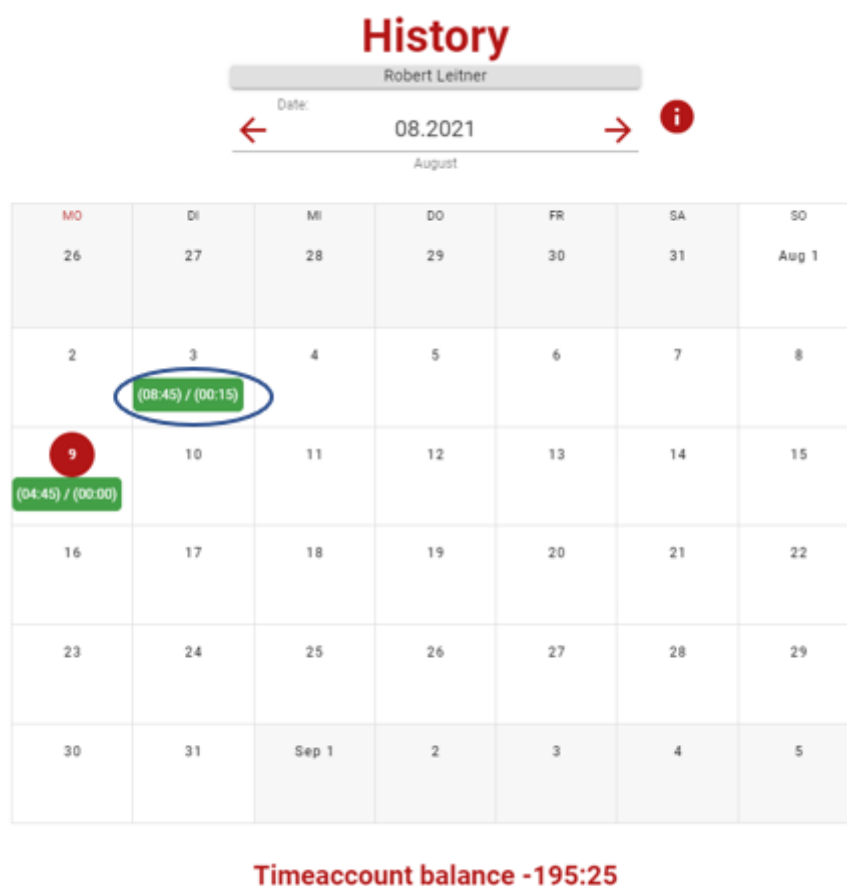 History
Robert Leitner
Date:
08.2021
August
MO DI MI DO FR SA SO
26 27 28 29 30 31 Aug 1
2 3 4 5 6 7 8
(08:45) / (00:15)
9 10 11 12 13 14 15
(04:45) / (00:00)
16 17 18 19 20 21 22
23 24 25 26 27 28 29
30 31 Sep 1 2 3 4 5
Timeaccount balance -195:25